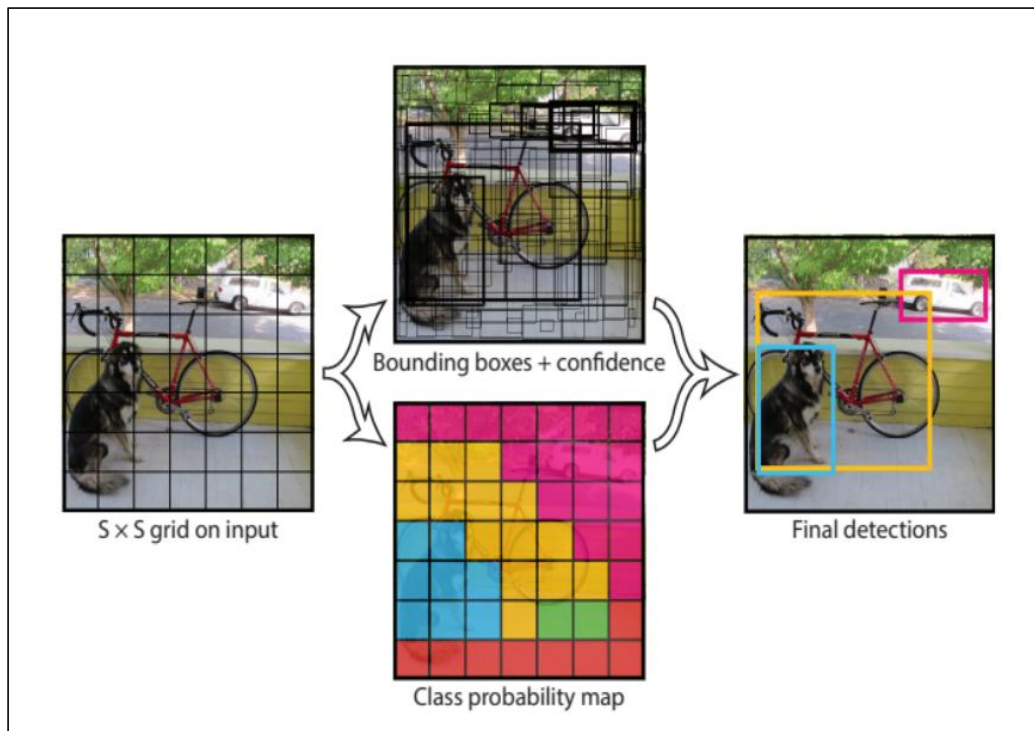 S × S grid on input
Bounding boxes + confidence
Class probability map
Final detections